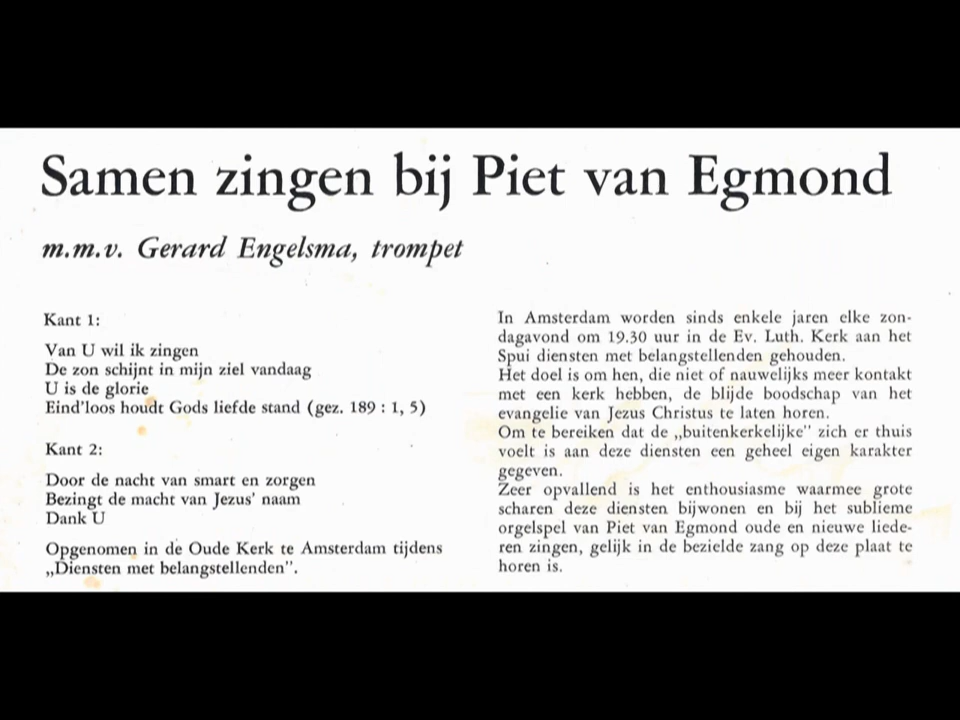 Samen zingen bij Piet van Egmond
m.m.v. Gerard Engelsma, trompet
Kant 1:
Van U wil ik zingen
De zon schijnt in mijn ziel vandaag
U is de glorie
Eind'loos houdt Gods liefde stand (gez. 189 : 1, 5)
Kant 2:
Door de nacht van smart en zorgen
Bezingt de macht van Jezus' naam
Dank U
Opgenomen in de Oude Kerk te Amsterdam tijdens
„Diensten met belangstellenden".
In Amsterdam worden sinds enkele jaren elke zon-
dagavond om 19.30 uur in de Ev. Luth. Kerk aan het
Spui diensten met belangstellenden gehouden.
Het doel is om hen, die niet of nauwelijks meer kontakt
met een kerk hebben, de blijde boodschap van het
evangelie van Jezus Christus te laten horen.
Om te bereiken dat de „buitenkerkelijke" zich er thuis
voelt is aan deze diensten een geheel eigen karakter
gegeven.
Zeer opvallend is het enthousiasme waarmee grote
scharen deze diensten bijwonen en bij het sublieme
orgelspel van Piet van Egmond oude en nieuwe liede-
ren zingen, gelijk in de bezielde zang op deze plaat te
horen is.